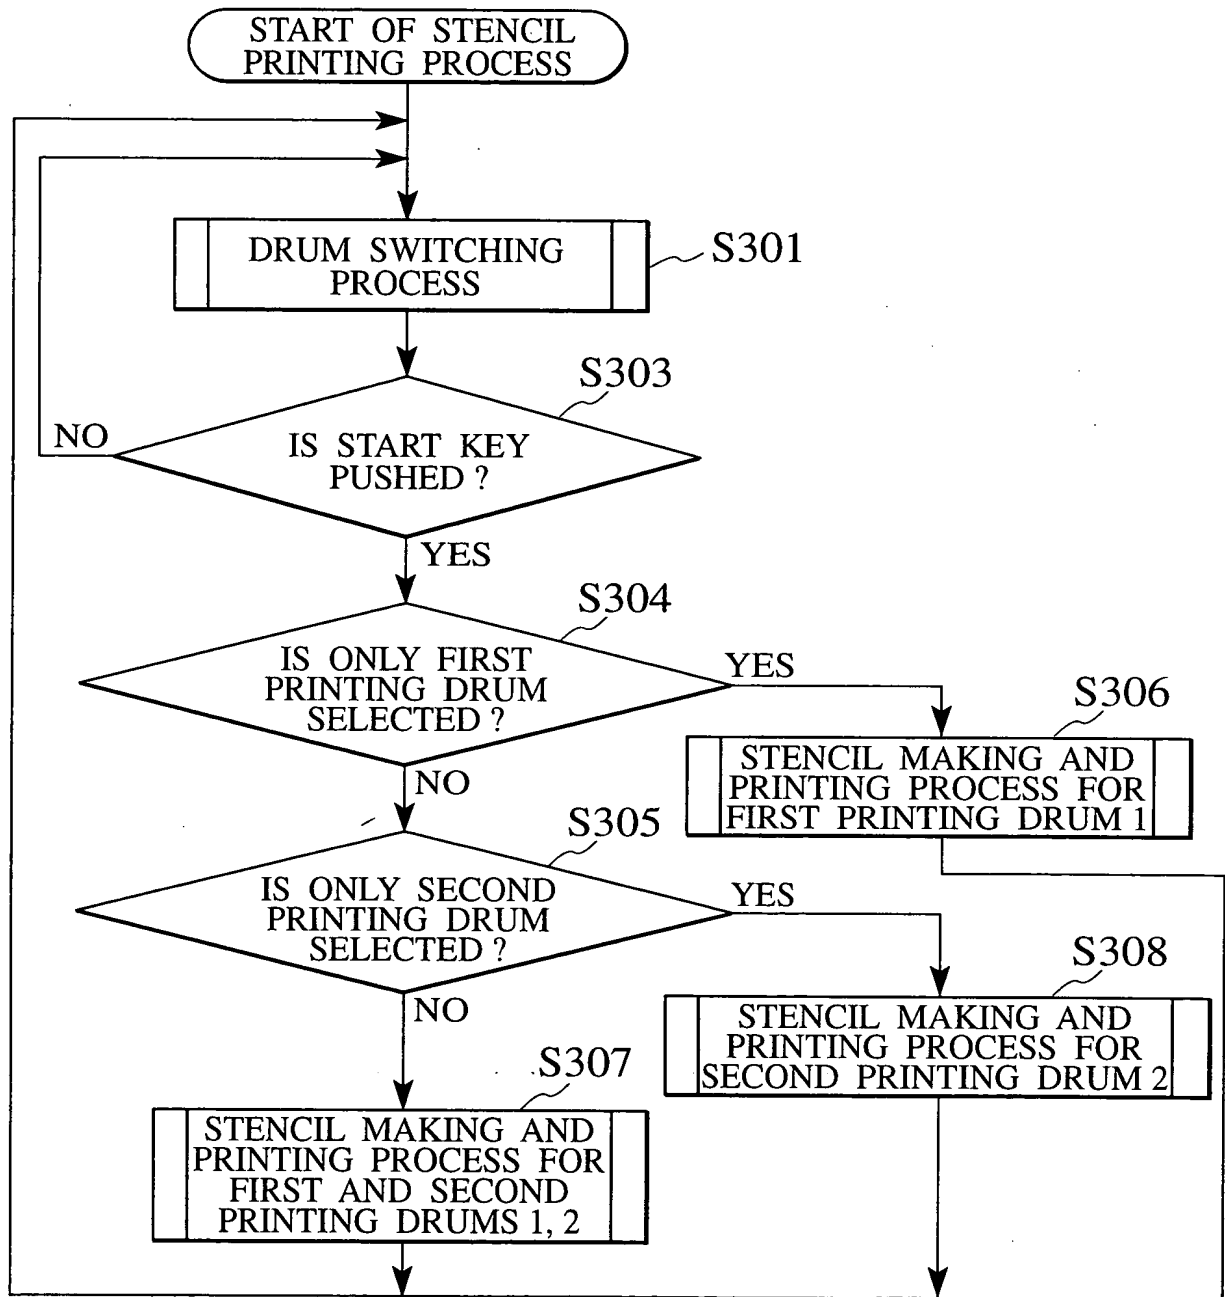 START OF STENCIL
PRINTING PROCESS
DRUM SWITCHING
PROCESS
S301
S303
NO
IS START KEY
PUSHED ?
YES
S304
IS ONLY FIRST
PRINTING DRUM
SELECTED ?
YES
S306
STENCIL MAKING AND
PRINTING PROCESS FOR
FIRST PRINTING DRUM 1
NO
S305
IS ONLY SECOND
PRINTING DRUM
SELECTED ?
YES
S308
STENCIL MAKING AND
PRINTING PROCESS FOR
SECOND PRINTING DRUM 2
NO
S307
STENCIL MAKING AND
PRINTING PROCESS FOR
FIRST AND SECOND
PRINTING DRUMS 1, 2